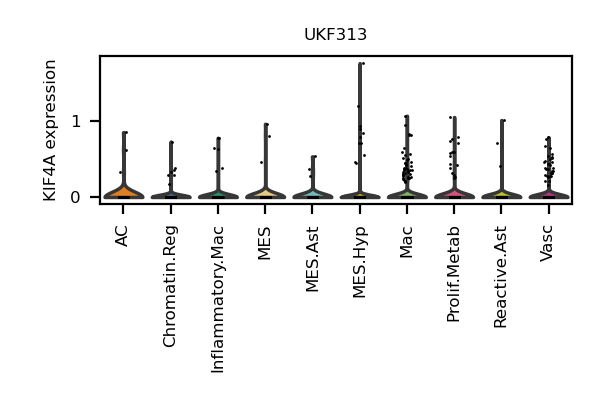 UKF313
KIF4A expression
1
0
AC
Chromatin.Reg
Inflammatory.Mac
MES
MES.Ast
MES.Hyp
Mac
Prolif.Metab
Reactive.Ast
Vasc